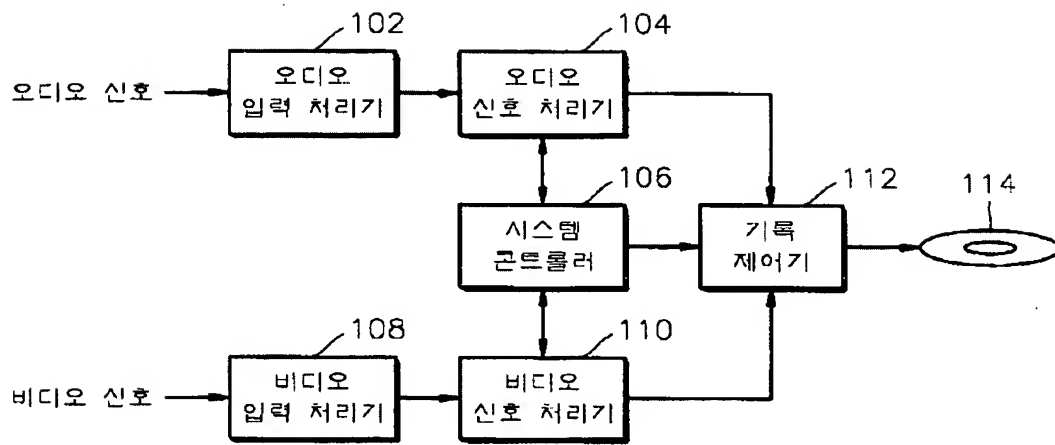 102
104
오디오 신호
오디오
입력 처리기
오디오
신호 처리기
106
112
114
시스템
콘트롤러
기록
제어기
108
110
비디오 신호
비디오
입력 처리기
비디오
신호 처리기